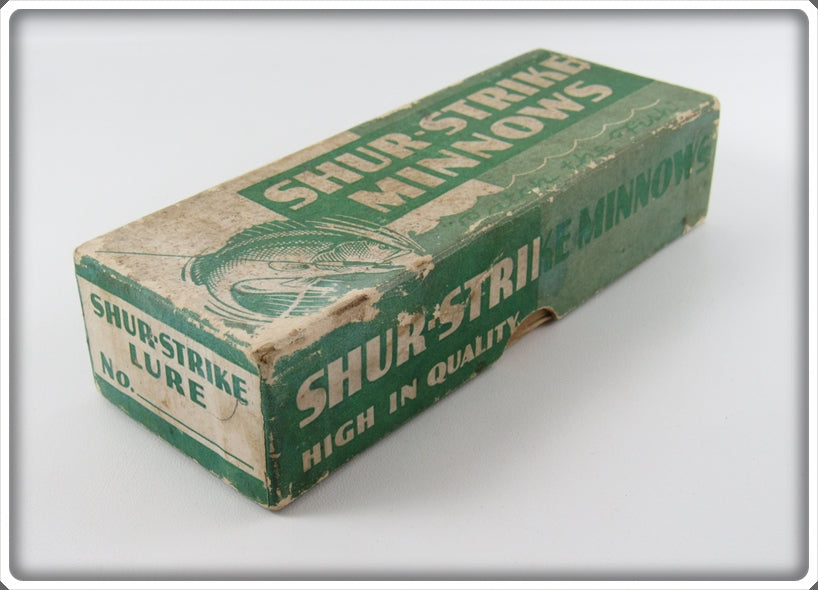 SHUR-STRIKE
MINNOWS
SHUR-STRIKE MINNOWS
HIGH IN QUALITY
SHUR-STRIKE
LURE
No.